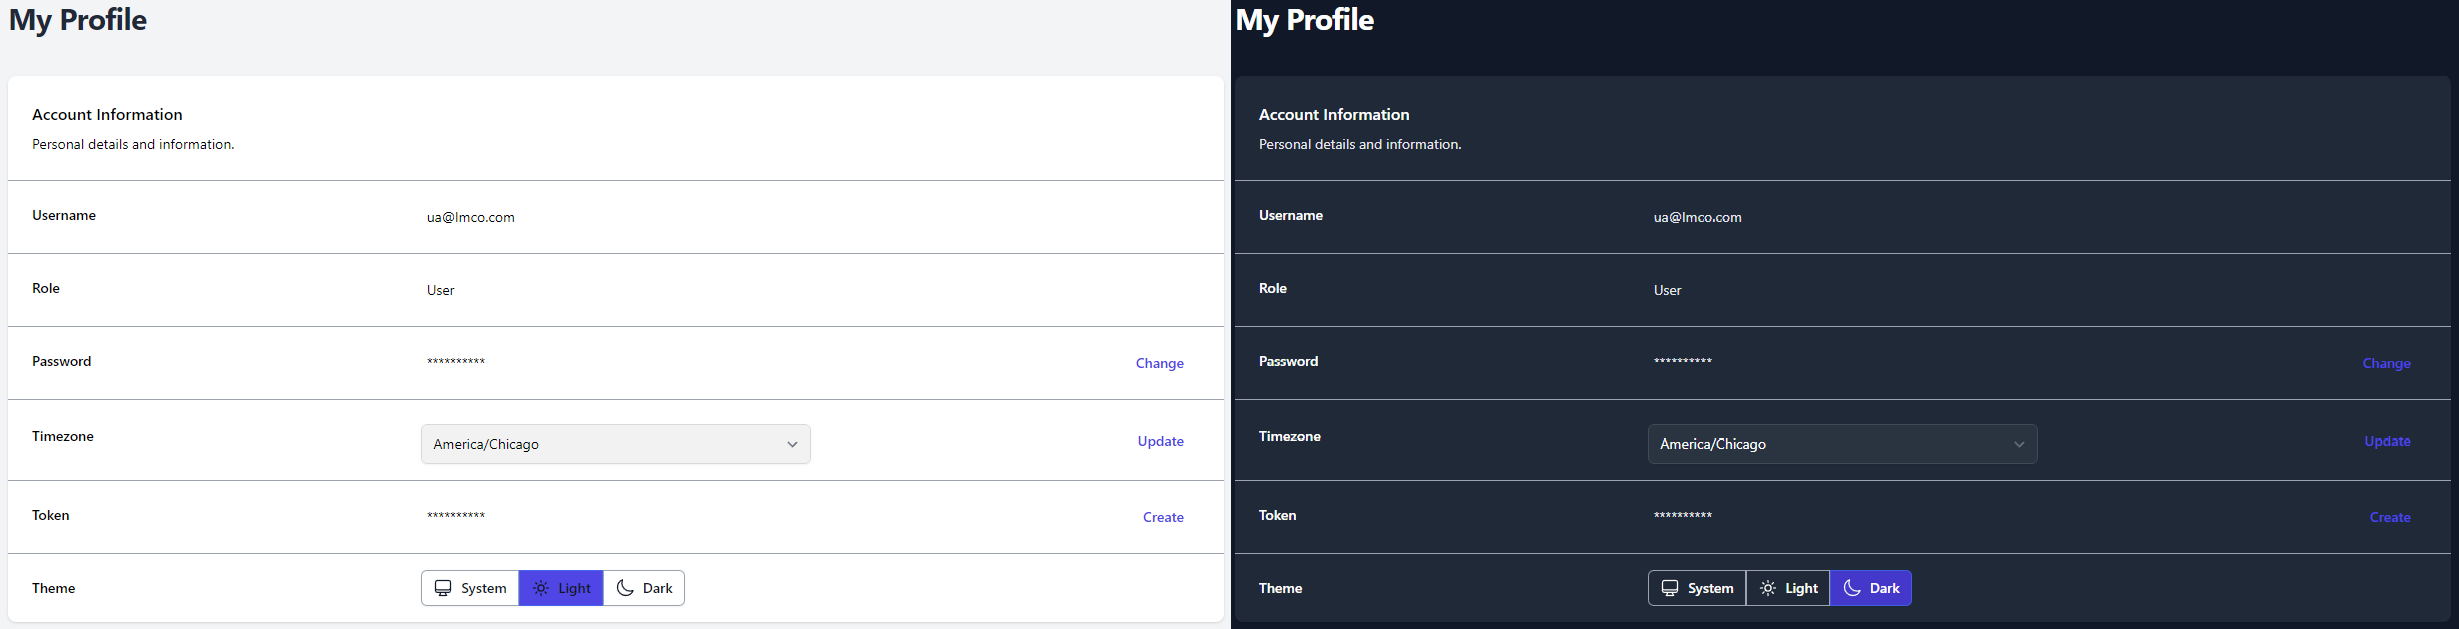 My Profile
Account Information
Personal details and information.
Username ua@lmco.com
Role User
Password ********** Change
Timezone America/Chicago Update
Token ********** Create
Theme System Light Dark
My Profile
Account Information
Personal details and information.
Username ua@lmco.com
Role User
Password ********** Change
Timezone America/Chicago Update
Token ********** Create
Theme System Light Dark